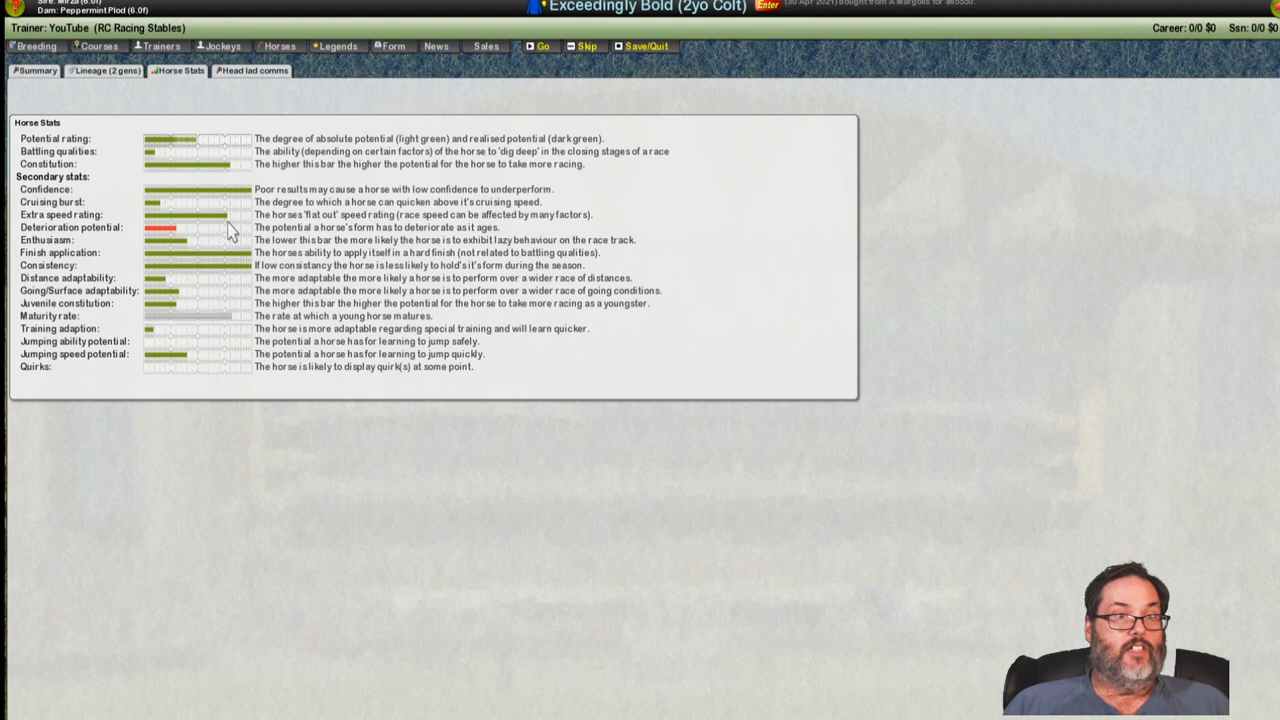 Sire: Mirza (6.0f)
Exceedingly Bold (2yo Colt) Enter (30 Apr 2021) bought from A Margolis for $65550.
Dam: Peppermint Plod (6.0f)
Trainer: YouTube (RC Racing Stables) Career: 0/0 $0 Ssn: 0/0 $0
Breeding Courses Trainers Jockeys Horses Legends Form News Sales Go Skip Save/Quit
Summary Lineage (2 gens) Horse Stats Head lad comms
Horse Stats
Potential rating: The degree of absolute potential (light green) and realised potential (dark green).
Battling qualities: The ability (depending on certain factors) of the horse to 'dig deep' in the closing stages of a race
Constitution: The higher this bar the higher the potential for the horse to take more racing.
Secondary stats:
Confidence: Poor results may cause a horse with low confidence to underperform.
Cruising burst: The degree to which a horse can quicken above it's cruising speed.
Extra speed rating: The horses 'flat out' speed rating (race speed can be affected by many factors).
Deterioration potential: The potential a horse's form has to deteriorate as it ages.
Enthusiasm: The lower this bar the more likely the horse is to exhibit lazy behaviour on the race track.
Finish application: The horses ability to apply itself in a hard finish (not related to battling qualities).
Consistency: If low consistancy the horse is less likely to hold's it's form during the season.
Distance adaptability: The more adaptable the more likely a horse is to perform over a wider race of distances.
Going/Surface adaptability: The more adaptable the more likely a horse is to perform over a wider race of going conditions.
Juvenile constitution: The higher this bar the higher the potential for the horse to take more racing as a youngster.
Maturity rate: The rate at which a young horse matures.
Training adaption: The horse is more adaptable regarding special training and will learn quicker.
Jumping ability potential: The potential a horse has for learning to jump safely.
Jumping speed potential: The potential a horse has for learning to jump quickly.
Quirks: The horse is likely to display quirk(s) at some point.